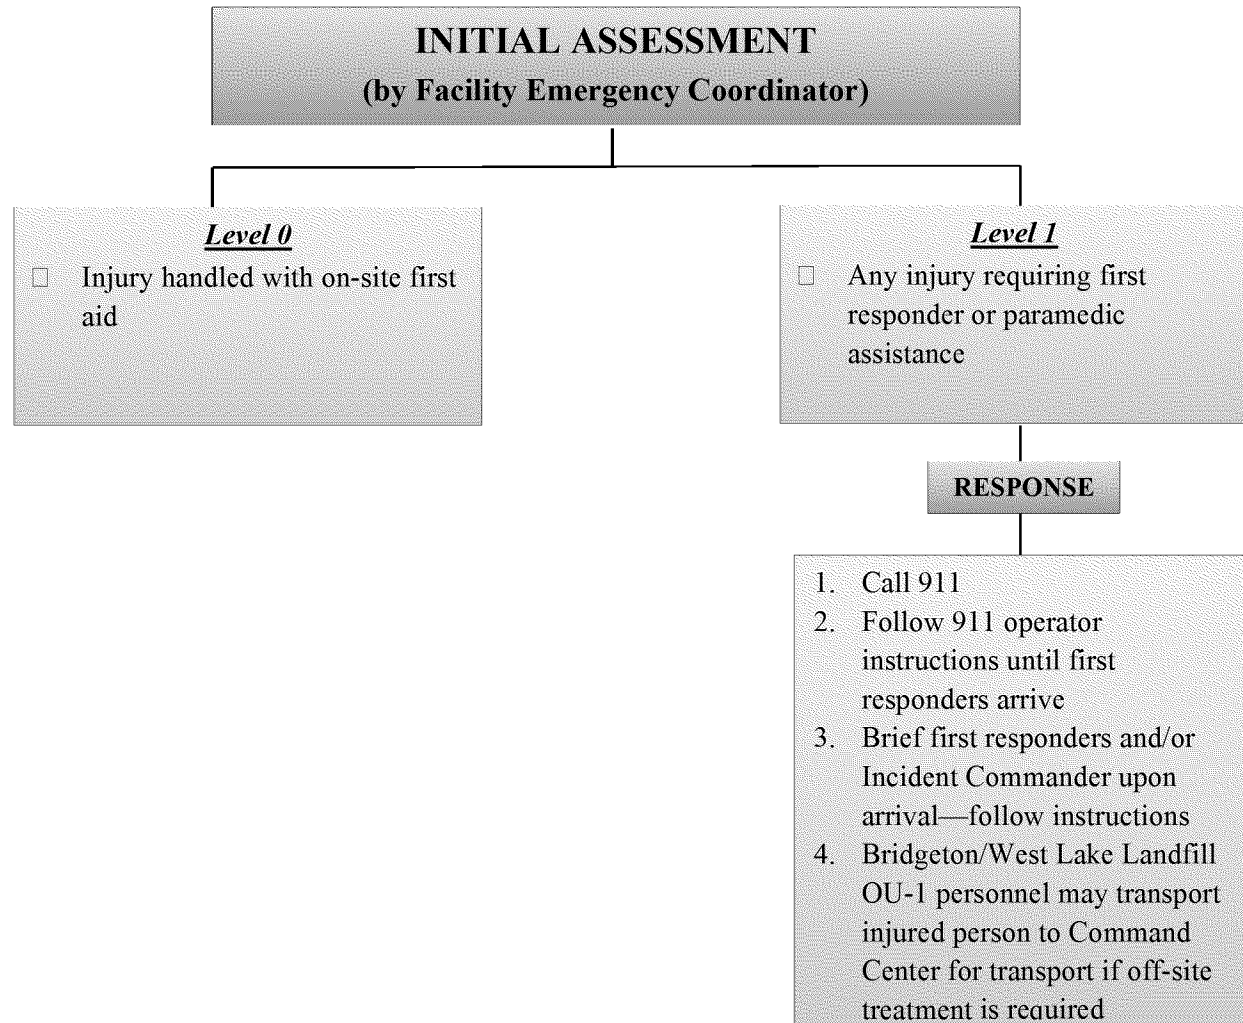 INITIAL ASSESSMENT
(by Facility Emergency Coordinator)
Level 0
Injury handled with on-site first
aid
Level 1
Any injury requiring first
responder or paramedic
assistance
RESPONSE
1. Call 911
2. Follow 911 operator
instructions until first
responders arrive
3. Brief first responders and/or
Incident Commander upon
arrival—follow instructions
4. Bridgeton/West Lake Landfill
OU-1 personnel may transport
injured person to Command
Center for transport if off-site
treatment is required